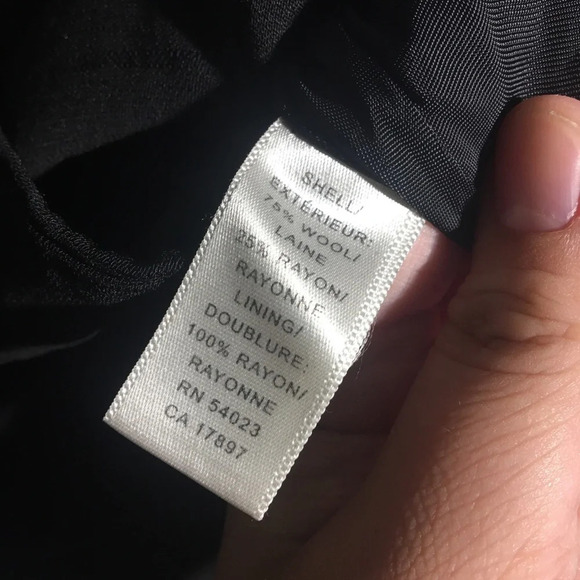 SHELL/
EXTÉRIEUR:
75% WOOL/
LAINE
25% RAYON/
RAYONNE
LINING/
DOUBLURE:
100% RAYON/
RAYONNE
RN 54023
CA 17897